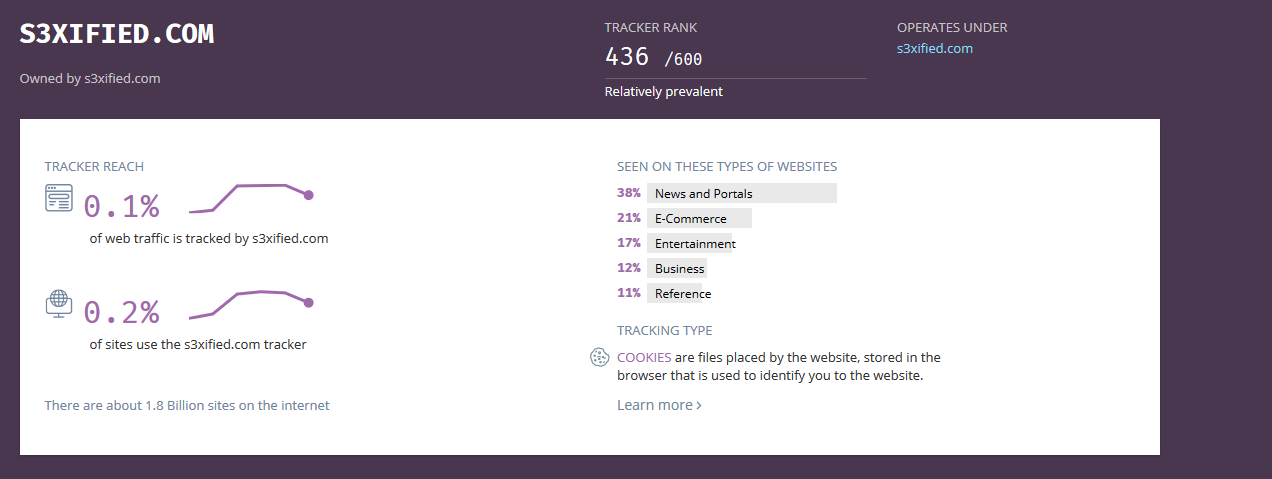 S3XIFIED.COM
Owned by s3xified.com
TRACKER RANK
436 /600
Relatively prevalent
OPERATES UNDER
s3xified.com
TRACKER REACH
0.1%
of web traffic is tracked by s3xified.com
0.2%
of sites use the s3xified.com tracker
There are about 1.8 Billion sites on the internet
SEEN ON THESE TYPES OF WEBSITES
38% News and Portals
21% E-Commerce
17% Entertainment
12% Business
11% Reference
TRACKING TYPE
COOKIES are files placed by the website, stored in the
browser that is used to identify you to the website.
Learn more ›